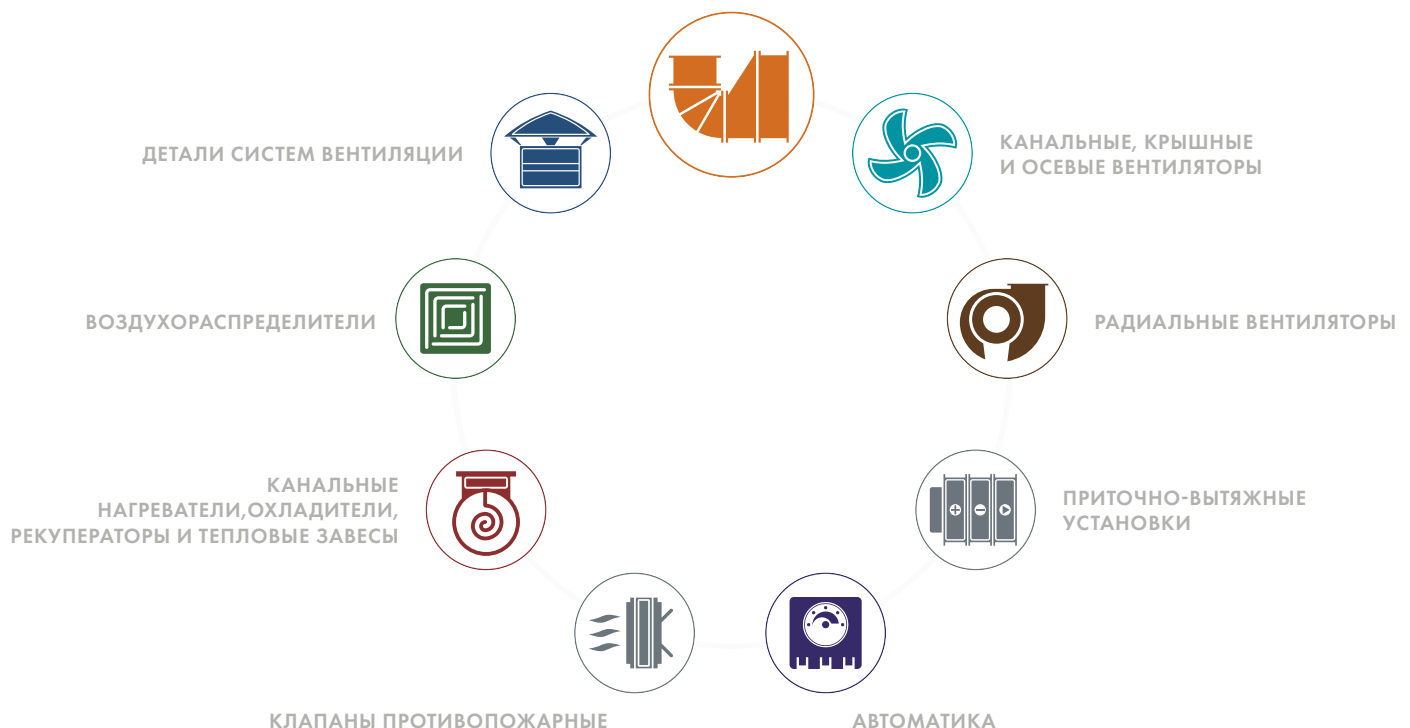 ДЕТАЛИ СИСТЕМ ВЕНТИЛЯЦИИ
КАНАЛЬНЫЕ, КРЫШНЫЕ
И ОСЕВЫЕ ВЕНТИЛЯТОРЫ
ВОЗДУХОРАСПРЕДЕЛИТЕЛИ
РАДИАЛЬНЫЕ ВЕНТИЛЯТОРЫ
КАНАЛЬНЫЕ
НАГРЕВАТЕЛИ,ОХЛАДИТЕЛИ,
РЕКУПЕРАТОРЫ И ТЕПЛОВЫЕ ЗАВЕСЫ
ПРИТОЧНО-ВЫТЯЖНЫЕ
УСТАНОВКИ
КЛАПАНЫ ПРОТИВОПОЖАРНЫЕ
АВТОМАТИКА